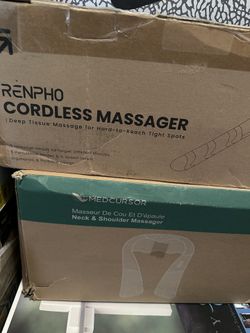 RENPHO
CORDLESS MASSAGER
Deep Tissue Massage for Hard-to-Reach Tight Spots
MEDCURSOR
Masseur De Cou Et D'épaule
Neck & Shoulder Massager